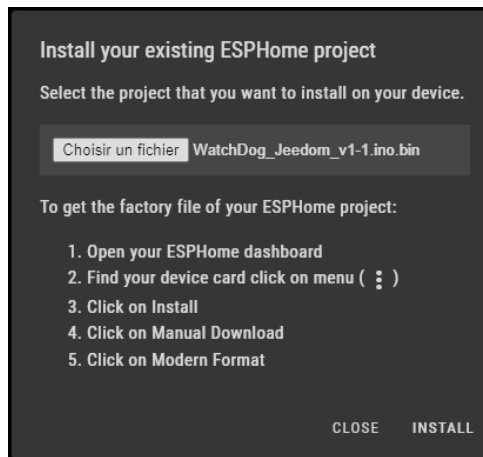 Install your existing ESPHome project
Select the project that you want to install on your device.
Choisir un fichier WatchDog_Jeedom_v1-1.ino.bin
To get the factory file of your ESPHome project:
1. Open your ESPHome dashboard
2. Find your device card click on menu ( ⋮ )
3. Click on Install
4. Click on Manual Download
5. Click on Modern Format
CLOSE INSTALL